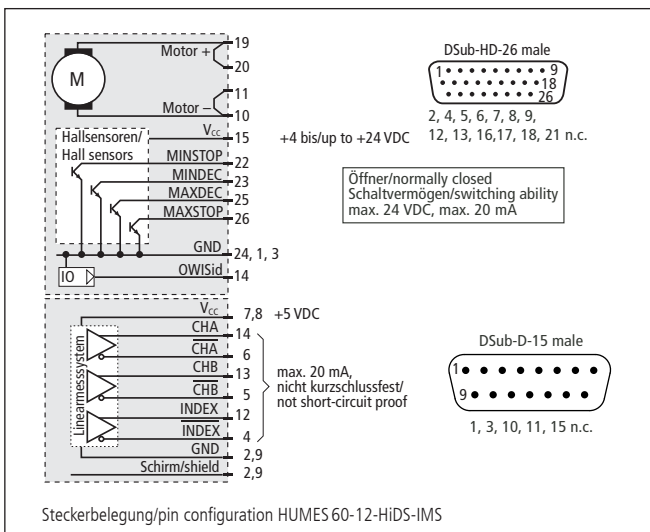 Motor +
19
20
M
11
Motor –
10
Hallsensoren/
Hall sensors
VCC
15
+4 bis/up to +24 VDC
MINSTOP
22
MINDEC
23
MAXDEC
25
MAXSTOP
26
GND
24, 1, 3
IO
OWISid
14
DSub-HD-26 male
1
9
18
26
2, 4, 5, 6, 7, 8, 9,
12, 13, 16,17, 18, 21 n.c.
Öffner/normally closed
Schaltvermögen/switching ability
max. 24 VDC, max. 20 mA
Linearmesssystem
VCC
7,8
+5 VDC
CHA
14
CHA
6
CHB
13
CHB
5
INDEX
12
INDEX
4
GND
2,9
Schirm/shield
2,9
max. 20 mA,
nicht kurzschlussfest/
not short-circuit proof
DSub-D-15 male
1
9
1, 3, 10, 11, 15 n.c.
Steckerbelegung/pin configuration HUMES 60-12-HiDS-IMS